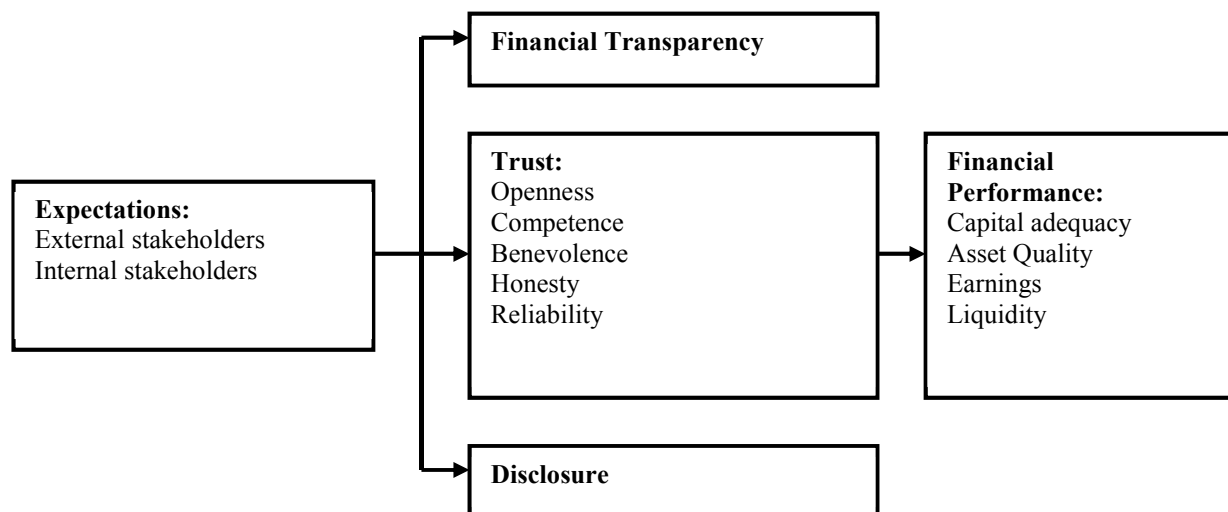 Financial Transparency
Expectations:
External stakeholders
Internal stakeholders
Trust:
Openness
Competence
Benevolence
Honesty
Reliability
Financial
Performance:
Capital adequacy
Asset Quality
Earnings
Liquidity
Disclosure